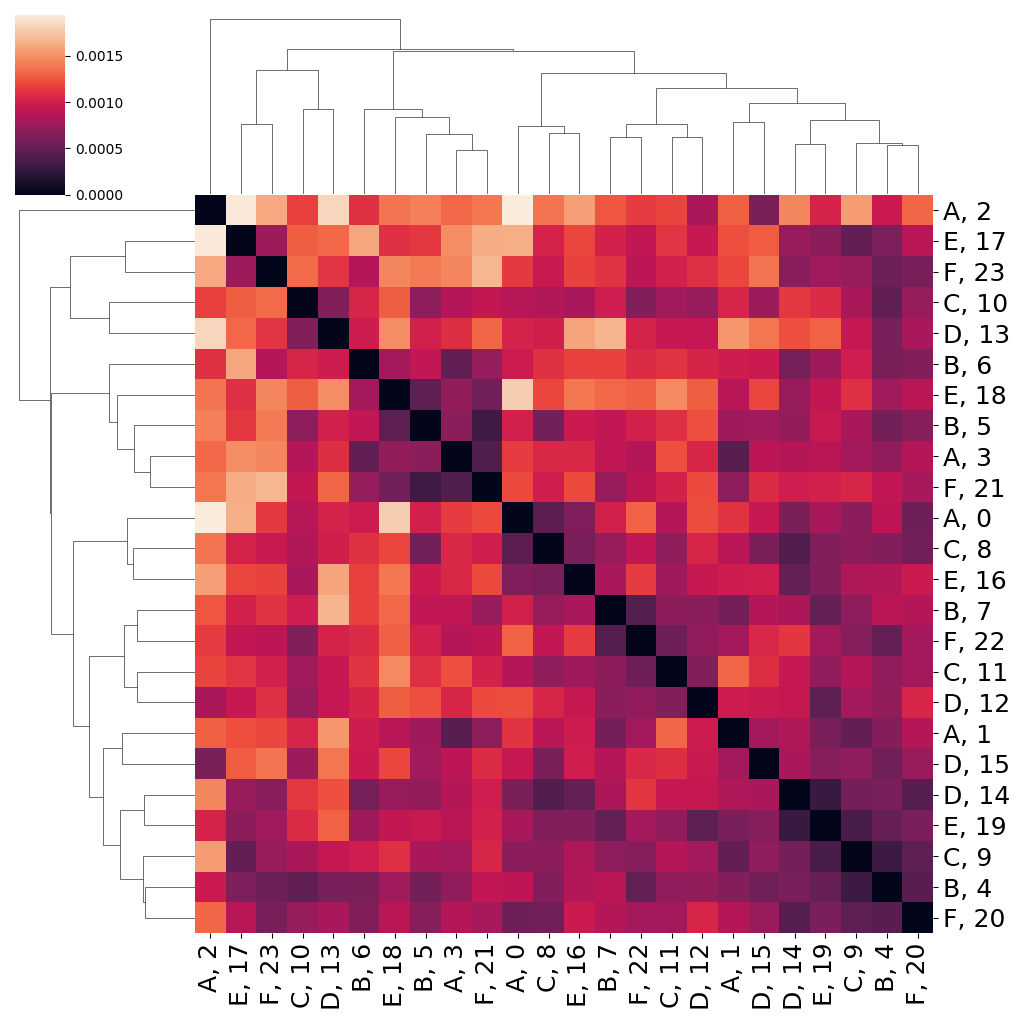 0.0015
0.0010
0.0005
0.0000
A, 2
E, 17
F, 23
C, 10
D, 13
B, 6
E, 18
B, 5
A, 3
F, 21
A, 0
C, 8
E, 16
B, 7
F, 22
C, 11
D, 12
A, 1
D, 15
D, 14
E, 19
C, 9
B, 4
F, 20
A, 2
E, 17
F, 23
C, 10
D, 13
B, 6
E, 18
B, 5
A, 3
F, 21
A, 0
C, 8
E, 16
B, 7
F, 22
C, 11
D, 12
A, 1
D, 15
D, 14
E, 19
C, 9
B, 4
F, 20